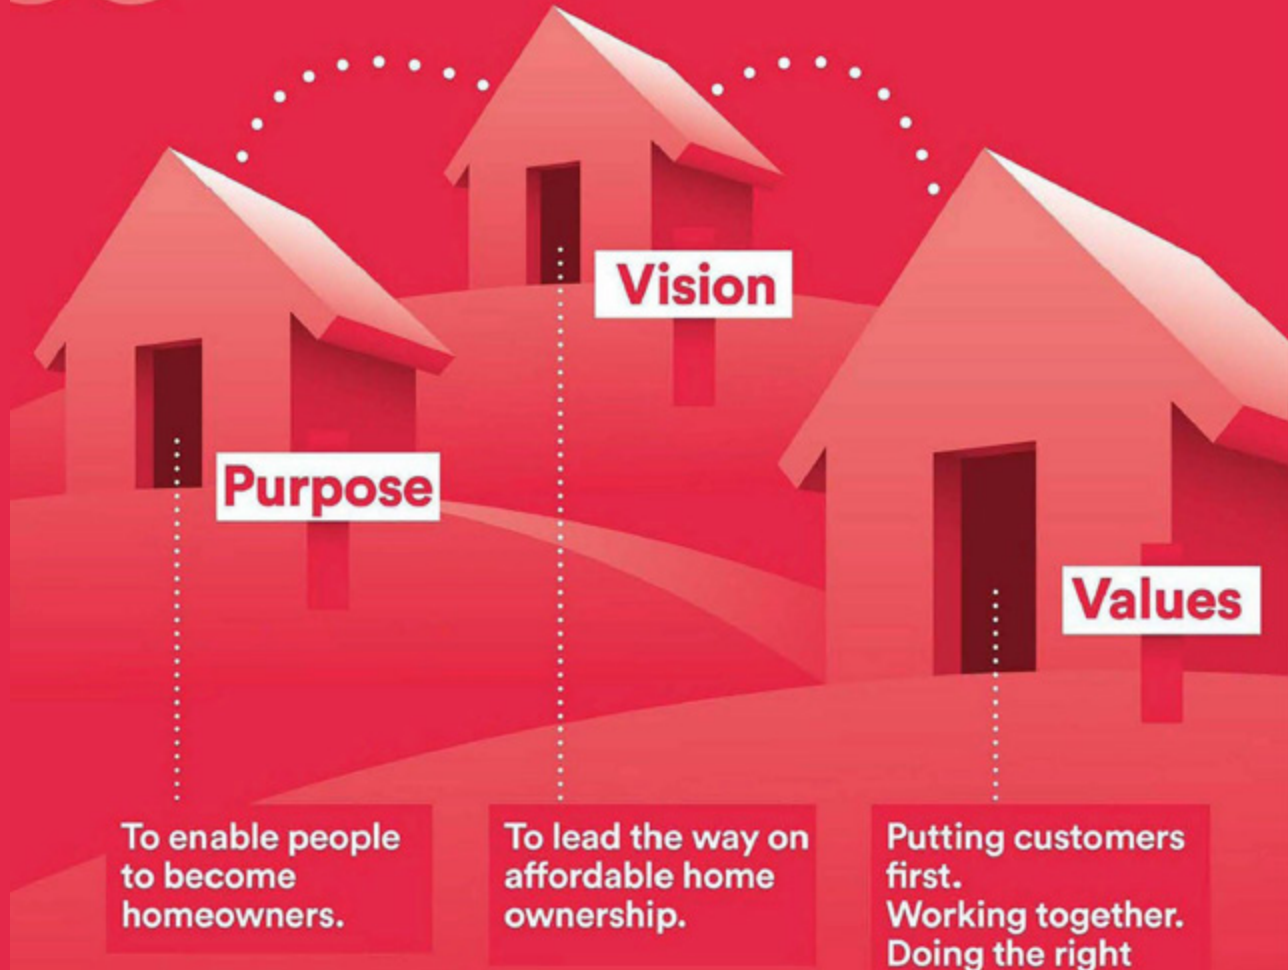 Vision
Purpose
Values
To enable people
to become
homeowners.
To lead the way on
affordable home
ownership.
Putting customers
first.
Working together.
Doing the right